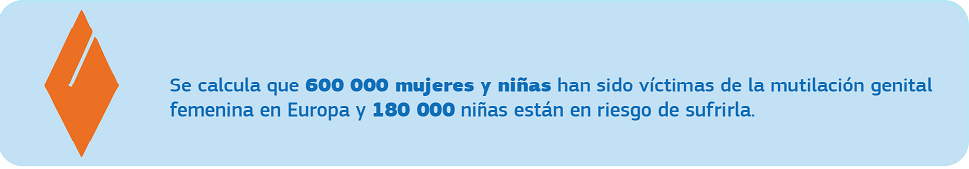 Se calcula que 600 000 mujeres y niñas han sido víctimas de la mutilación genital
femenina en Europa y 180 000 niñas están en riesgo de sufrirla.